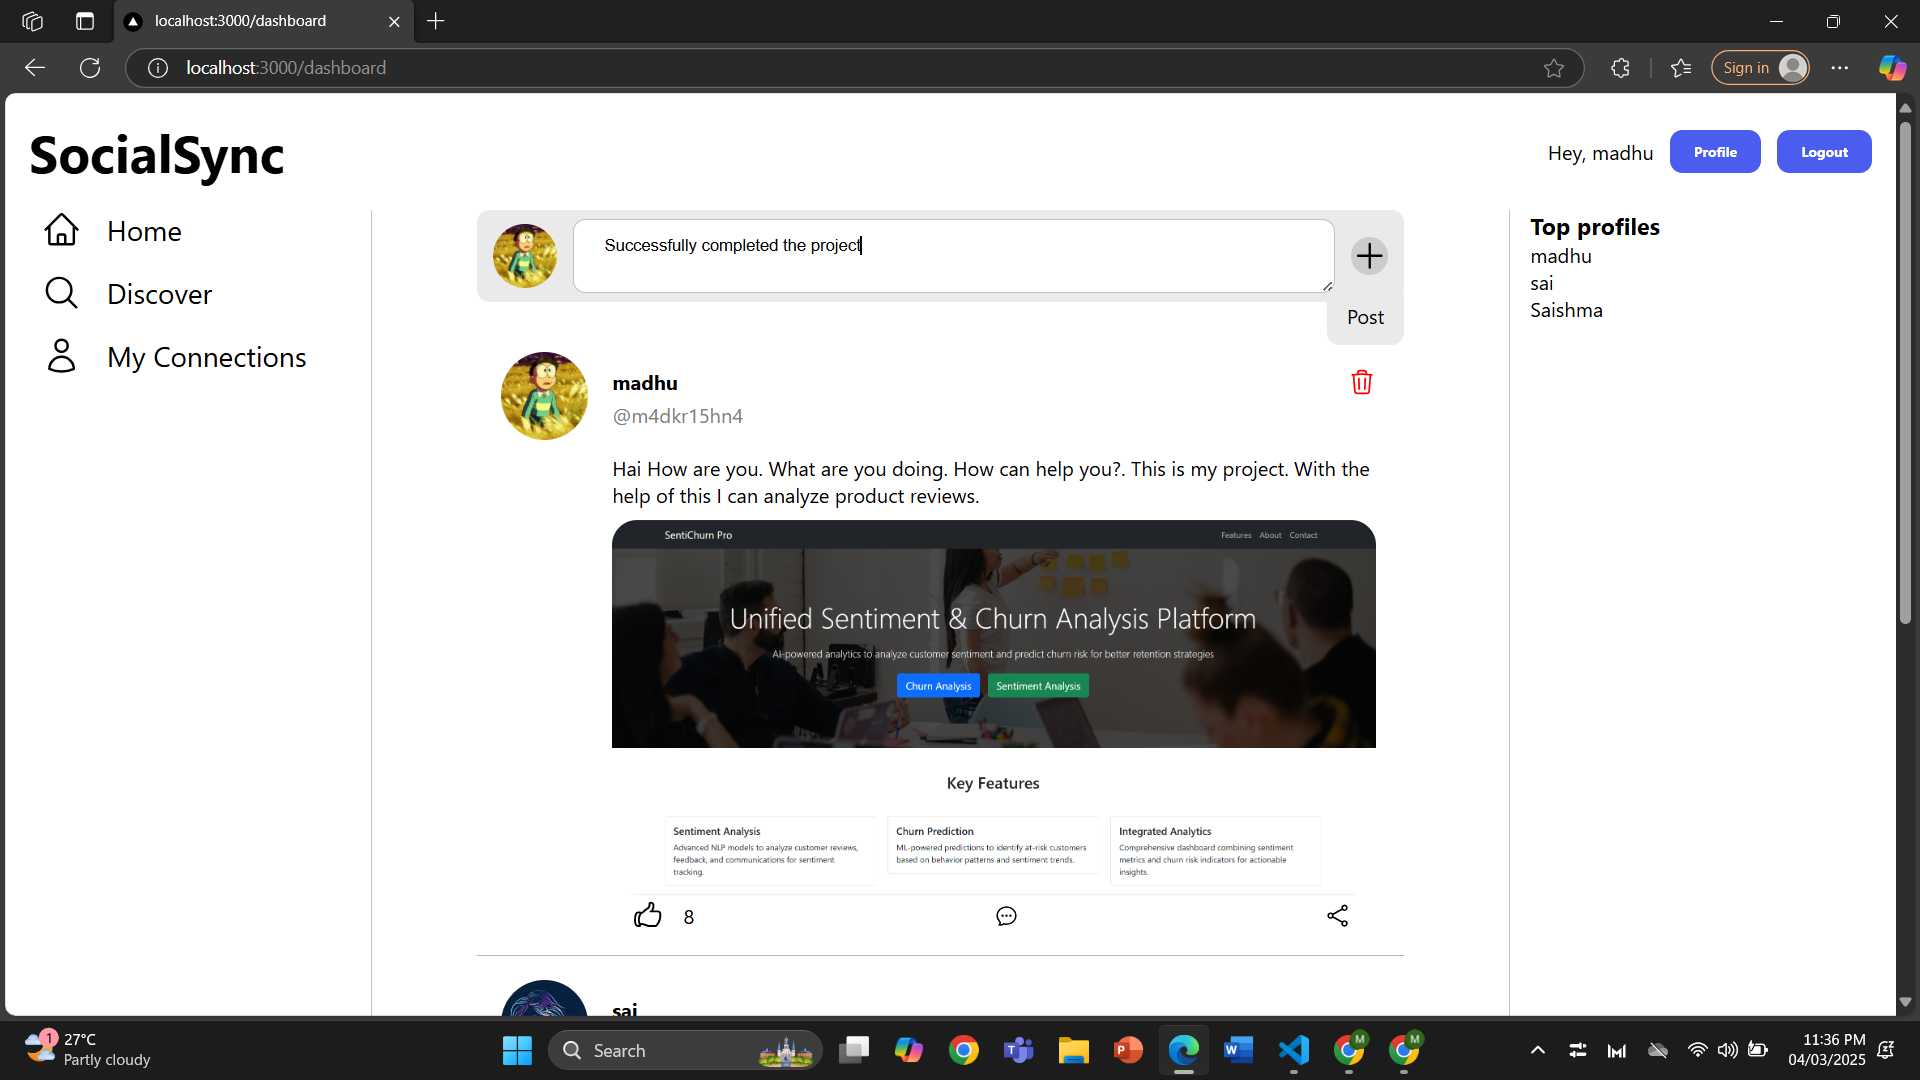 localhost:3000/dashboard
localhost:3000/dashboard
Sign in
SocialSync
Hey, madhu
Profile
Logout
Home
Discover
My Connections
Successfully completed the project
Post
Top profiles
madhu
sai
Saishma
madhu
@m4dkr15hn4
Hai How are you. What are you doing. How can help you?. This is my project. With the
help of this I can analyze product reviews.
SentiChurn Pro
Features About Contact
Unified Sentiment & Churn Analysis Platform
AI-powered analytics to analyze customer sentiment and predict churn risk for better retention strategies
Churn Analysis
Sentiment Analysis
Key Features
Sentiment Analysis
Advanced NLP models to analyze customer reviews,
feedback, and communications for sentiment
tracking.
Churn Prediction
ML-powered predictions to identify at-risk customers
based on behavior patterns and sentiment trends.
Integrated Analytics
Comprehensive dashboard combining sentiment
metrics and churn risk indicators for actionable
insights.
8
sai
1
27°C
Partly cloudy
Search
T
P
W
M
M
11:36 PM
04/03/2025